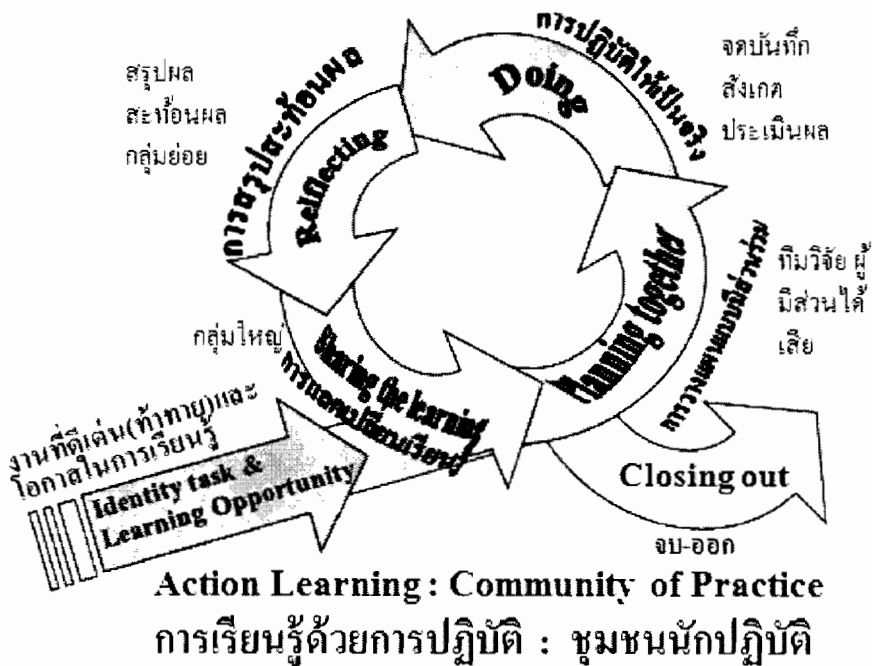 การปฏิบัติให้เป็นจริง
Doing
จดบันทึก
สังเกต
ประเมินผล
สรุปผล
สะท้อนผล
กลุ่มย่อย
การสรุปสะท้อนผล
Relflecting
Planning together
การวางแผนแบบมีส่วนร่วม
ทีมวิจัย ผู้
มีส่วนได้
เสีย
กลุ่มใหญ่
Sharing the learning
การแลกเปลี่ยนเรียนรู้
งานที่ดีเด่น(ท้าทาย)และ
โอกาสในการเรียนรู้
Identity task &
Learning Opportunity
Closing out
จบ-ออก
Action Learning : Community of Practice
การเรียนรู้ด้วยการปฏิบัติ : ชุมชนนักปฏิบัติ